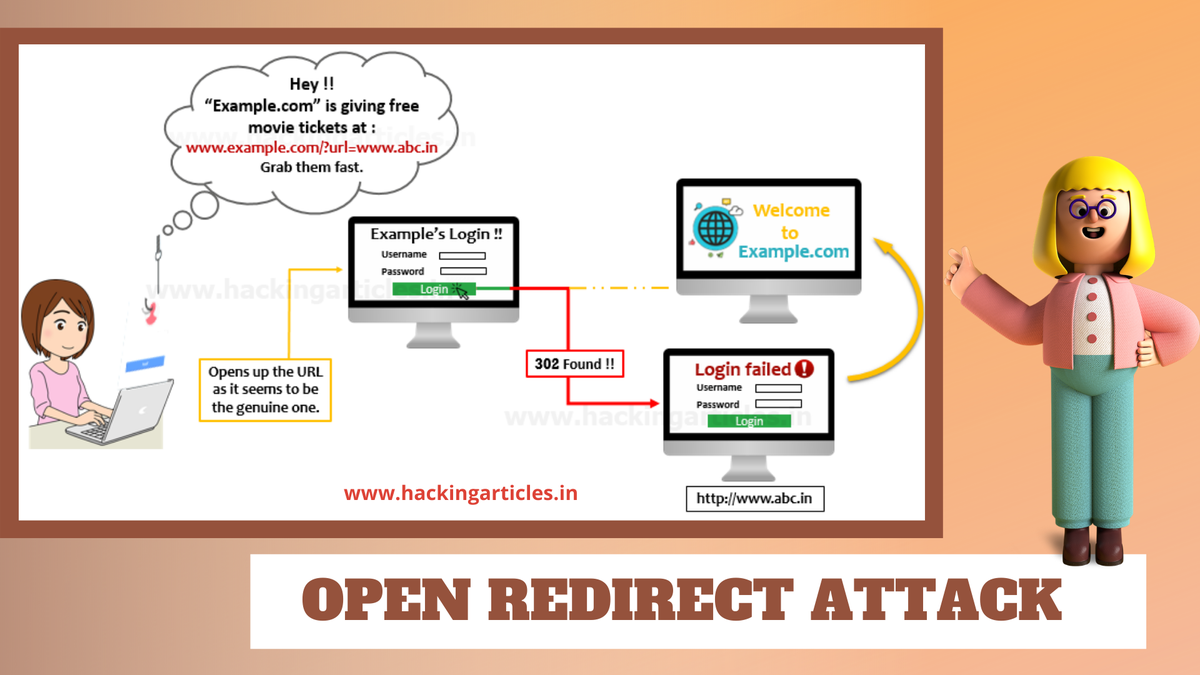 Hey !!
“Example.com” is giving free
movie tickets at :
www.example.com/?url=www.abc.in
Grab them fast.
www.hackingarticles.in
Example’s Login !!
Username
Password
Login
Welcome
to
Example.com
www.hackingarticles.in
302 Found !!
Opens up the URL
as it seems to be
the genuine one.
Login failed !
Username
Password
Login
www.hackingarticles.in
www.hackingarticles.in
http://www.abc.in
OPEN REDIRECT ATTACK